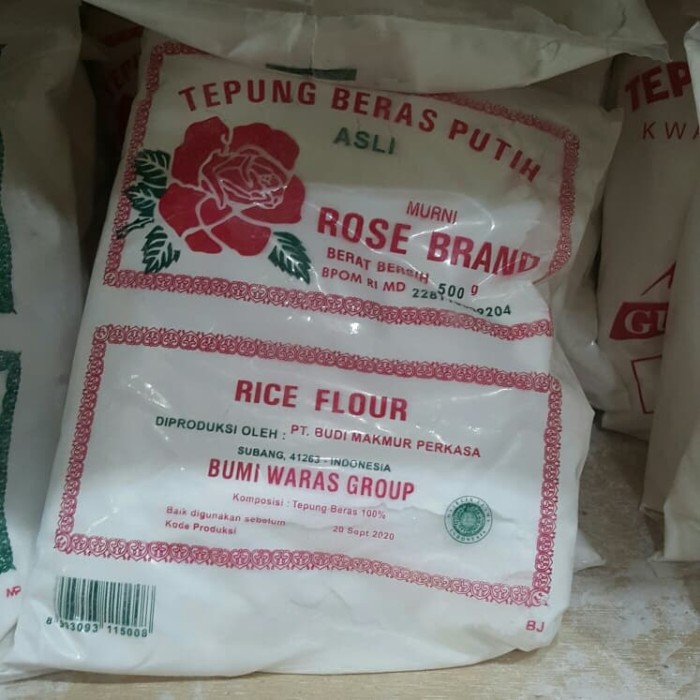 TEPUNG BERAS PUTIH
ASLI
MURNI
ROSE BRAND
BERAT BERSIH 500 g
BPOM RI MD
RICE FLOUR
DIPRODUKSI OLEH : PT. BUDI MAKMUR PERKASA
SUBANG, 41263 - INDONESIA
BUMI WARAS GROUP
Komposisi : Tepung Beras 100%
Baik digunakan sebelum 20 Sept 2020
Kode Produksi
BJ
TEP
KWA